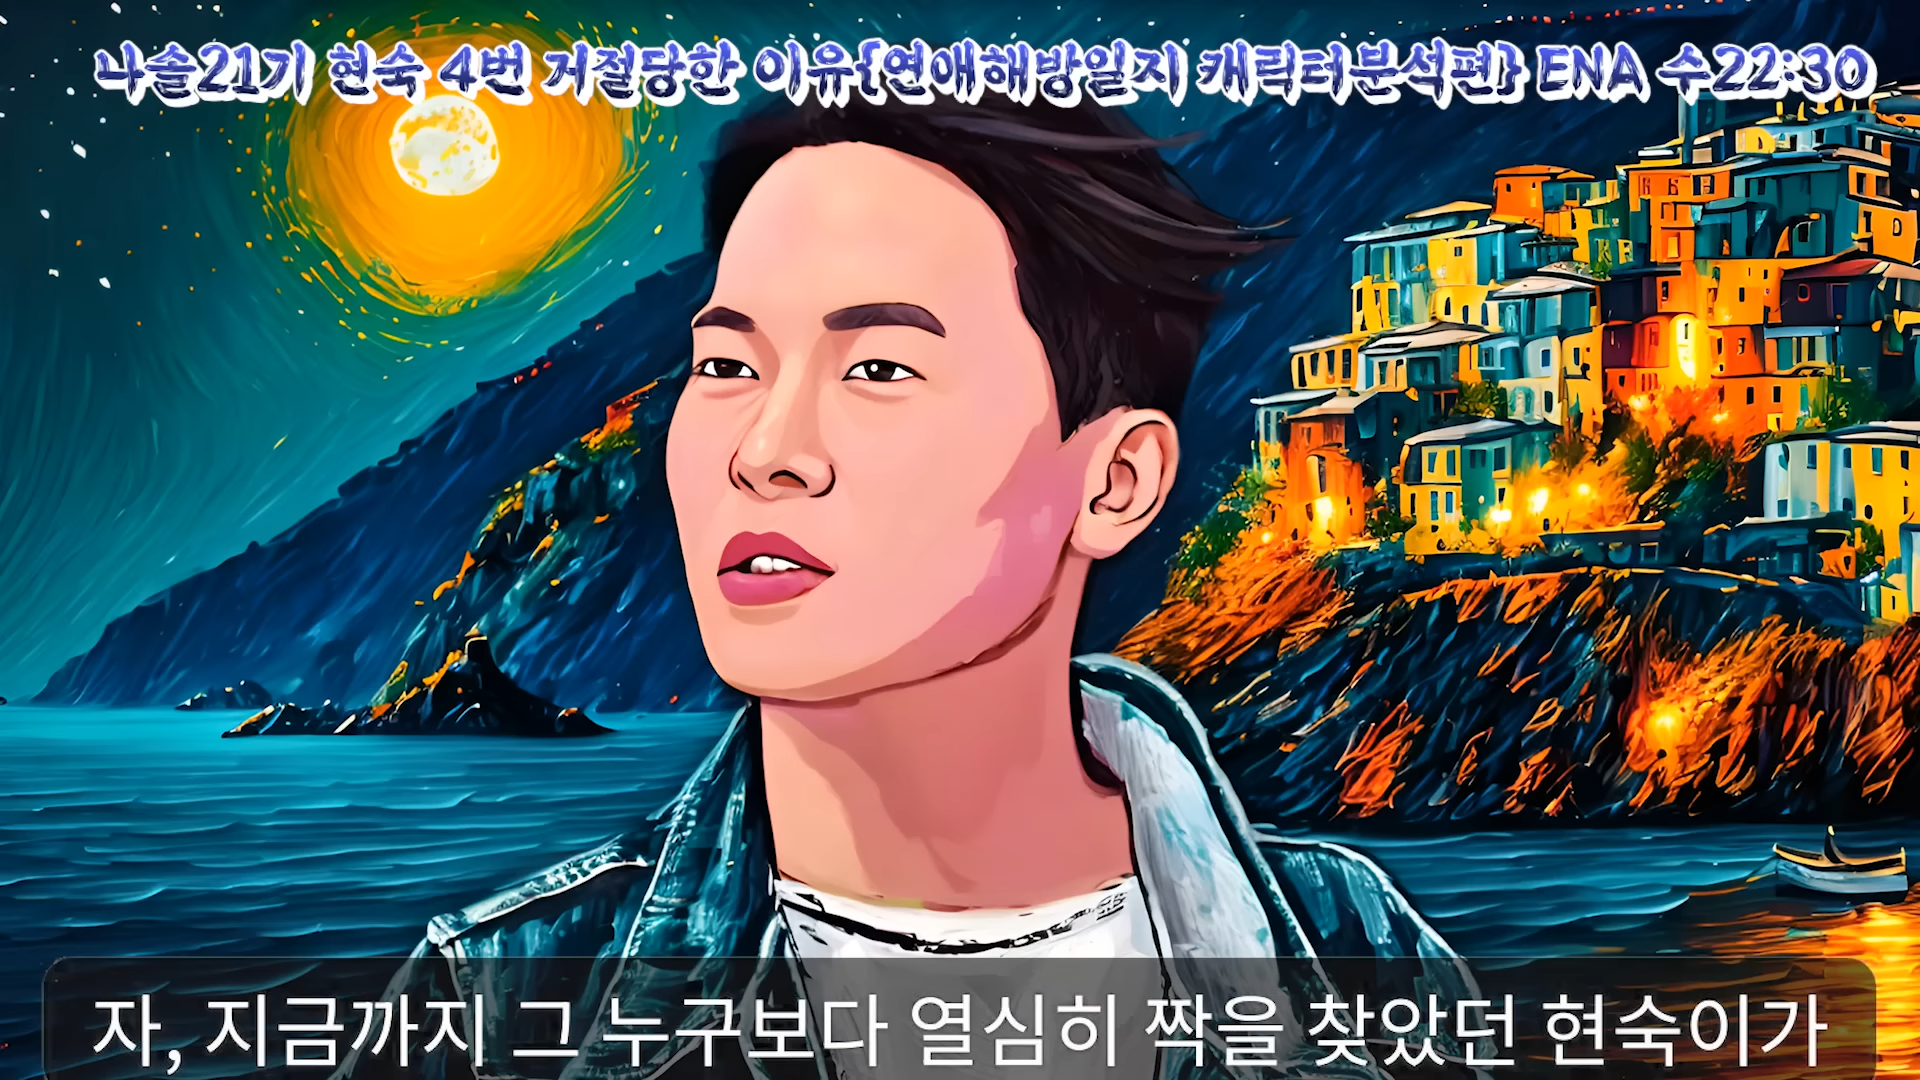 나솔21기 현숙 4번 거절당한 이유{연애해방일지 캐릭터분석편} ENA 수22:30
자, 지금까지 그 누구보다 열심히 짝을 찾았던 현숙이가